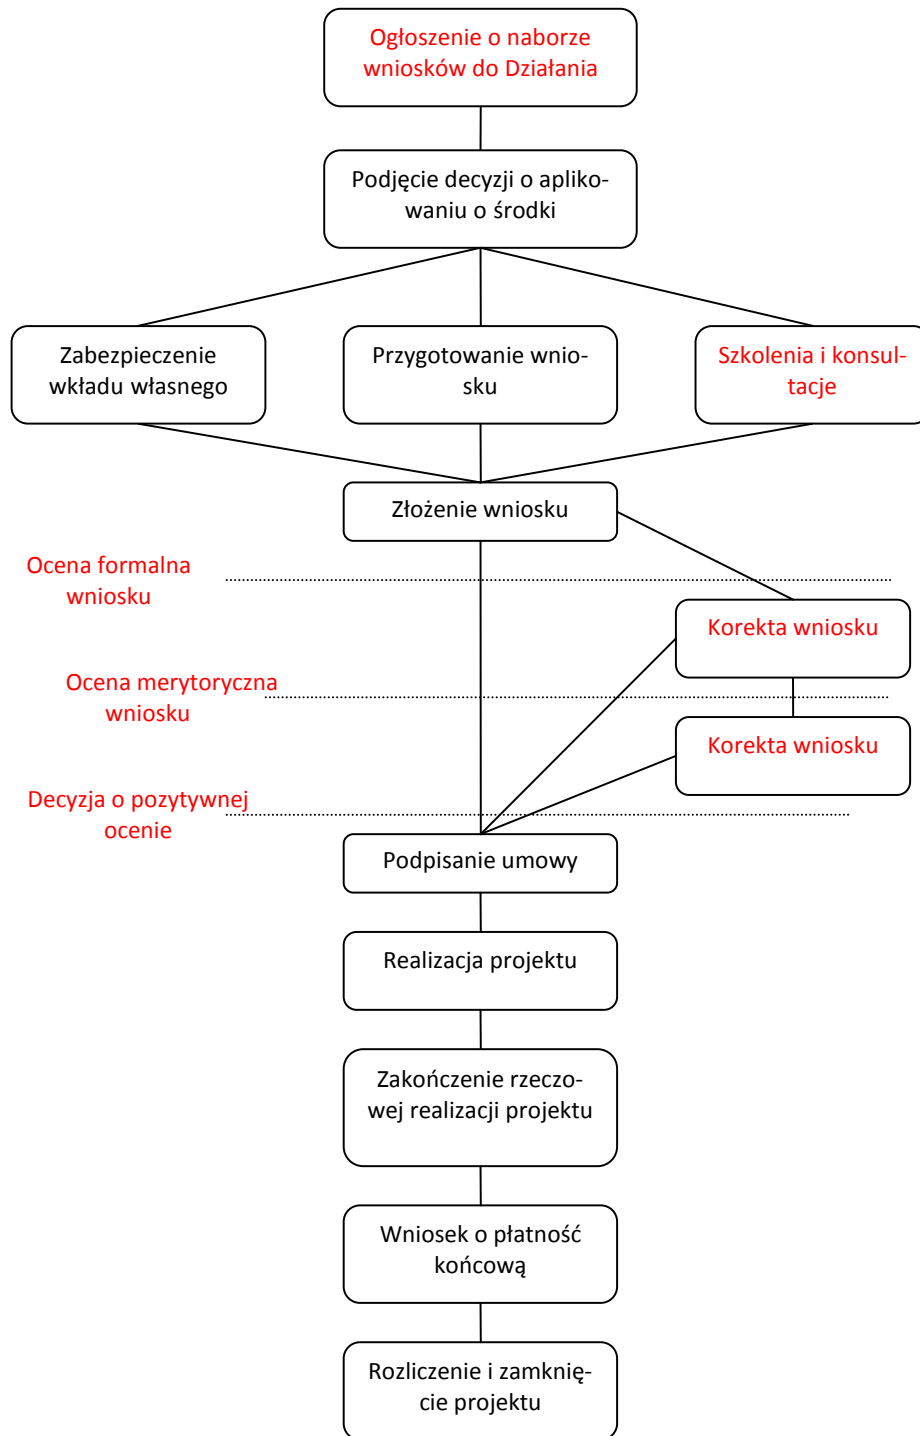 Ogłoszenie o naborze
wniosków do Działania
Podjęcie decyzji o apliko-
waniu o środki
Zabezpieczenie
wkładu własnego
Przygotowanie wnio-
sku
Szkolenia i konsul-
tacje
Złożenie wniosku
Ocena formalna
wniosku
Korekta wniosku
Ocena merytoryczna
wniosku
Korekta wniosku
Decyzja o pozytywnej
ocenie
Podpisanie umowy
Realizacja projektu
Zakończenie rzeczo-
wej realizacji projektu
Wniosek o płatność
końcową
Rozliczenie i zamknię-
cie projektu